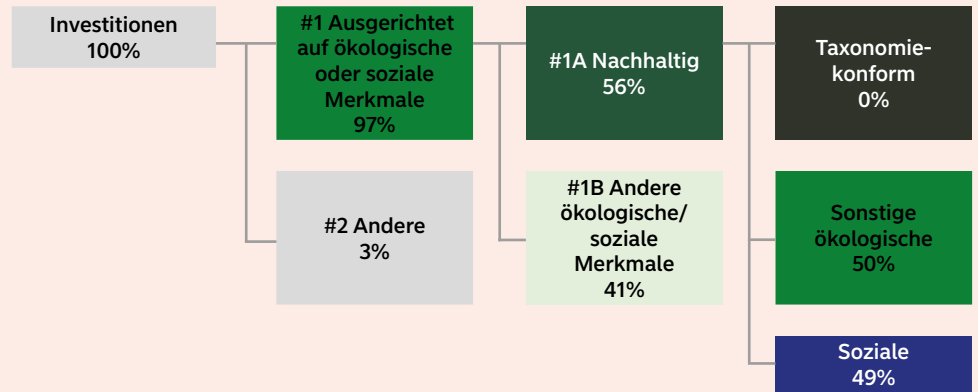 Investitionen
100%
#1 Ausgerichtet
auf ökologische
oder soziale
Merkmale
97%
#1A Nachhaltig
56%
Taxonomie-
konform
0%
#2 Andere
3%
#1B Andere
ökologische/
soziale
Merkmale
41%
Sonstige
ökologische
50%
Soziale
49%